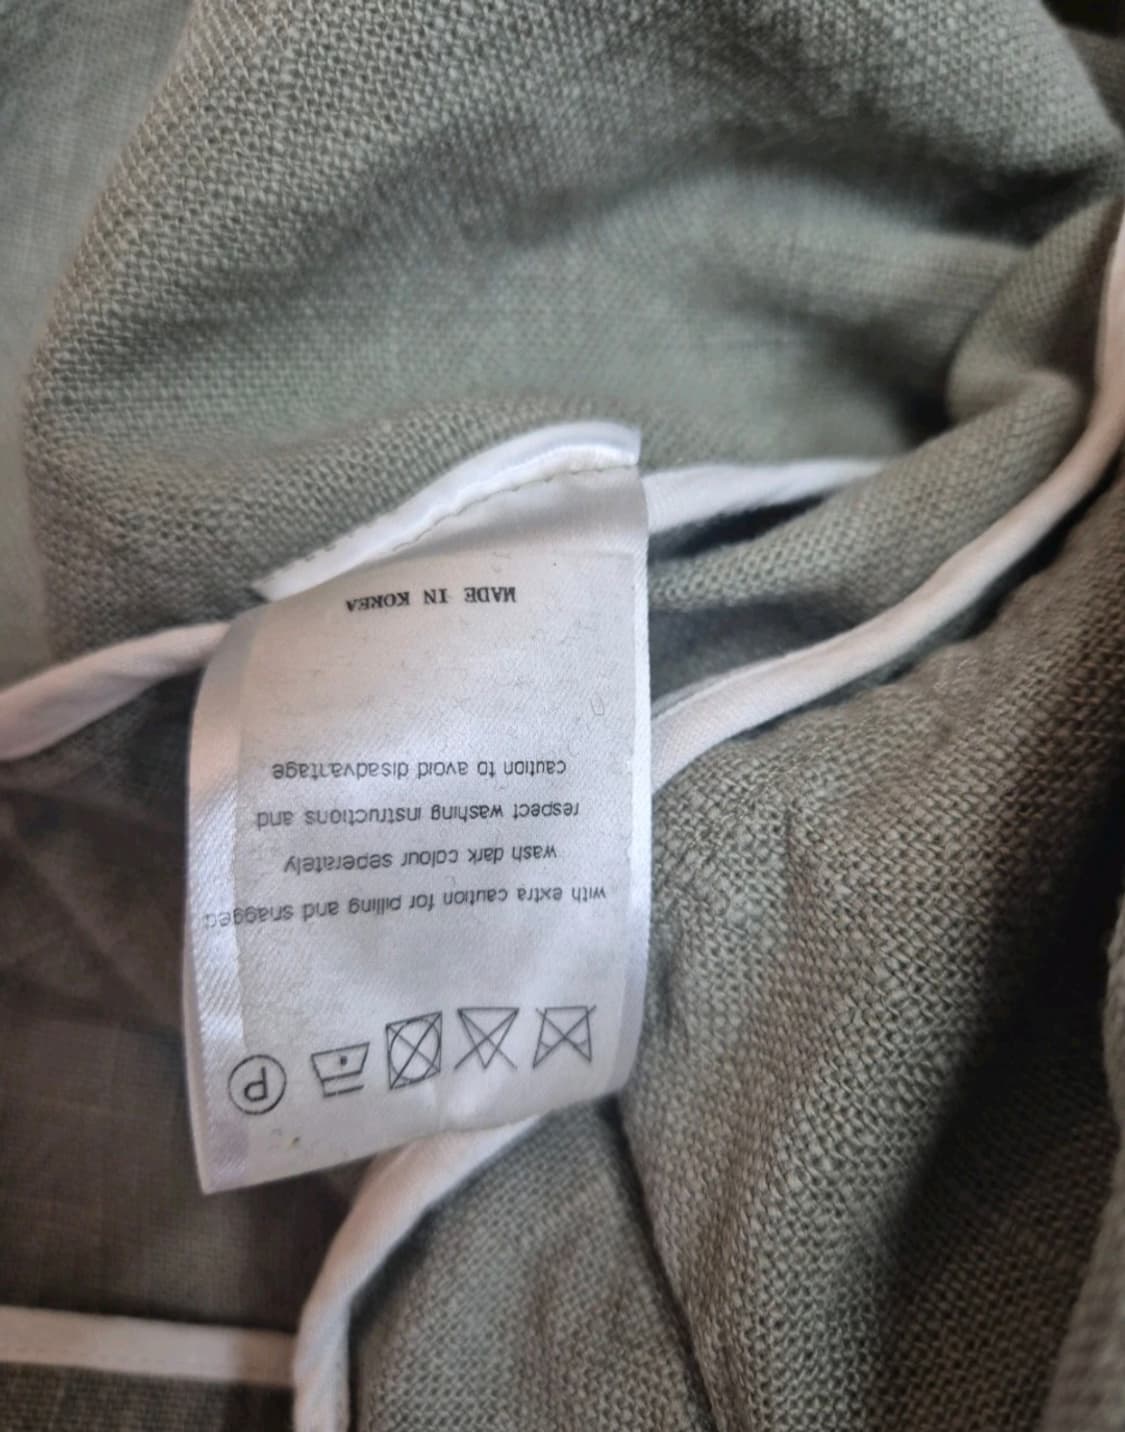 P
with extra caution for pilling and snagged
wash dark colour seperately
respect washing instructions and
caution to avoid disadvantage
MADE IN KOREA